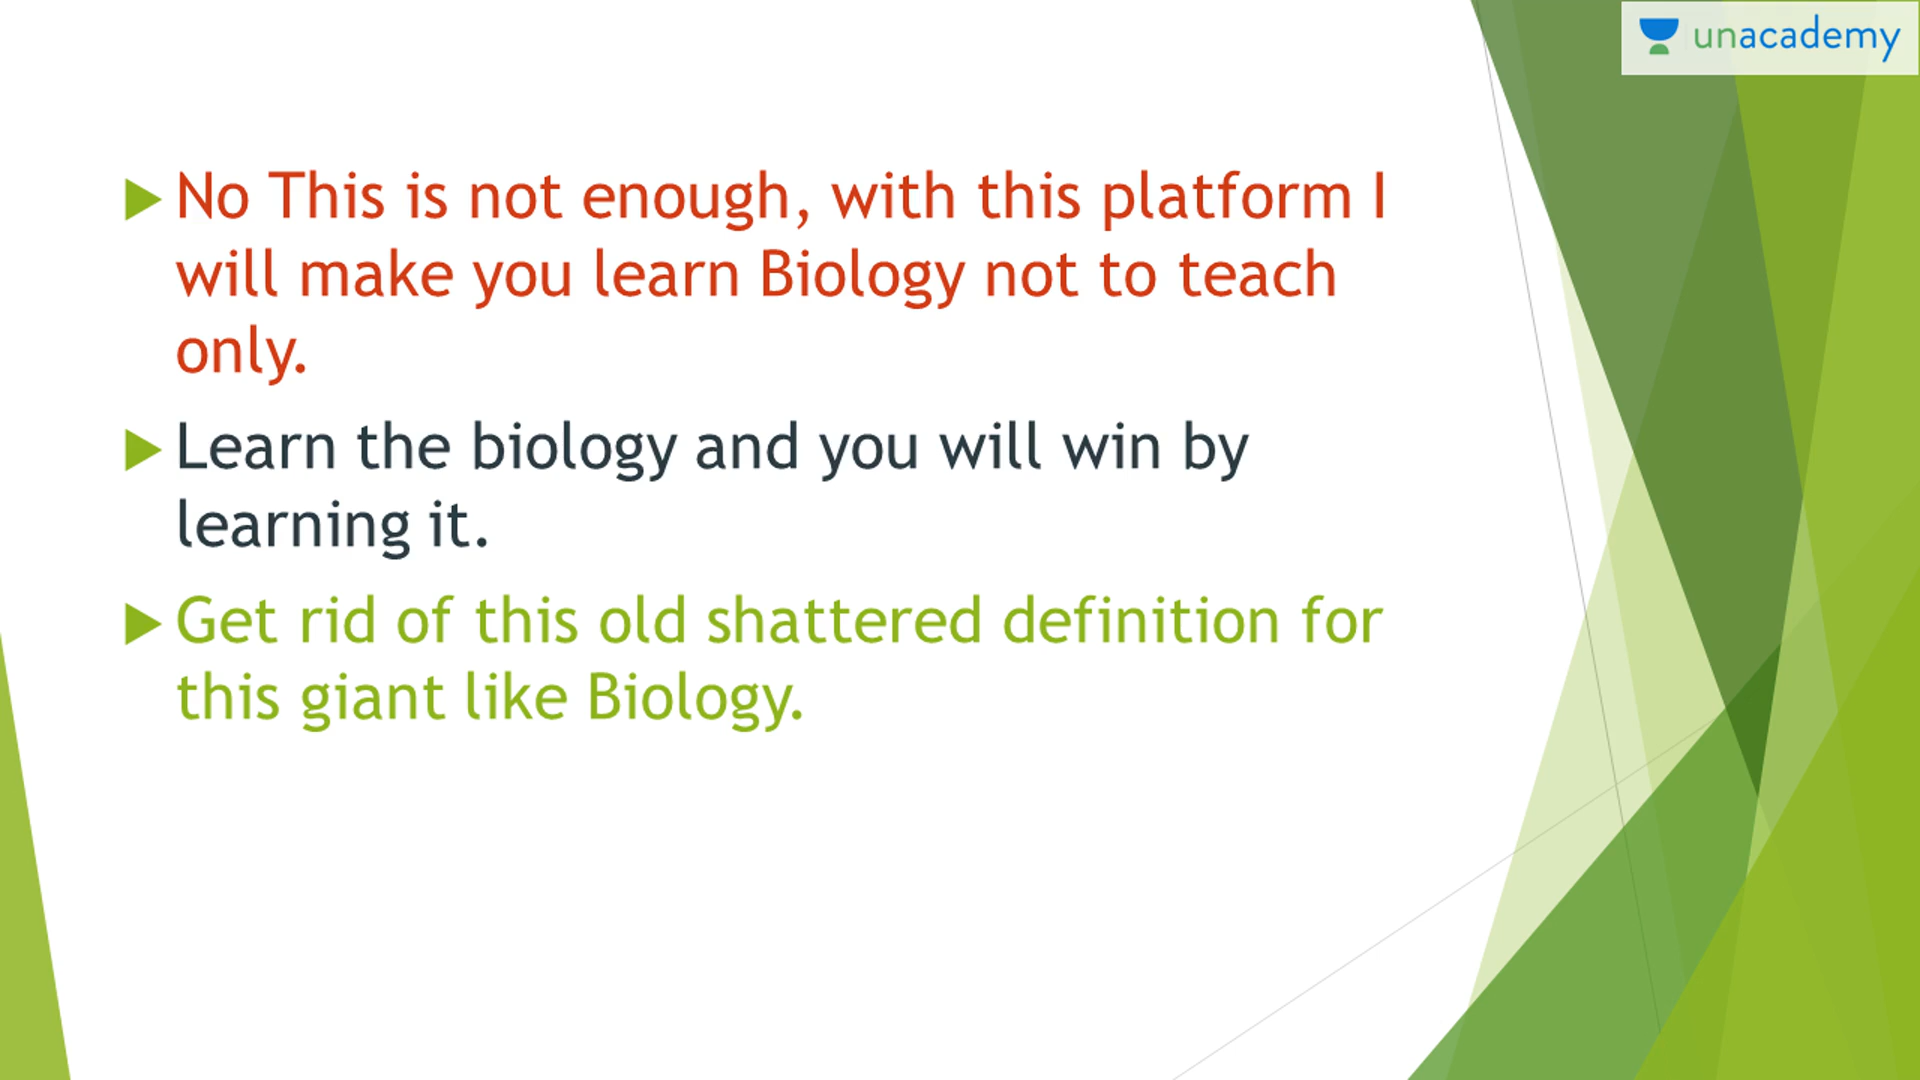 unacademy
No This is not enough, with this platform I
will make you learn Biology not to teach
only.
Learn the biology and you will win by
learning it.
Get rid of this old shattered definition for
this giant like Biology.